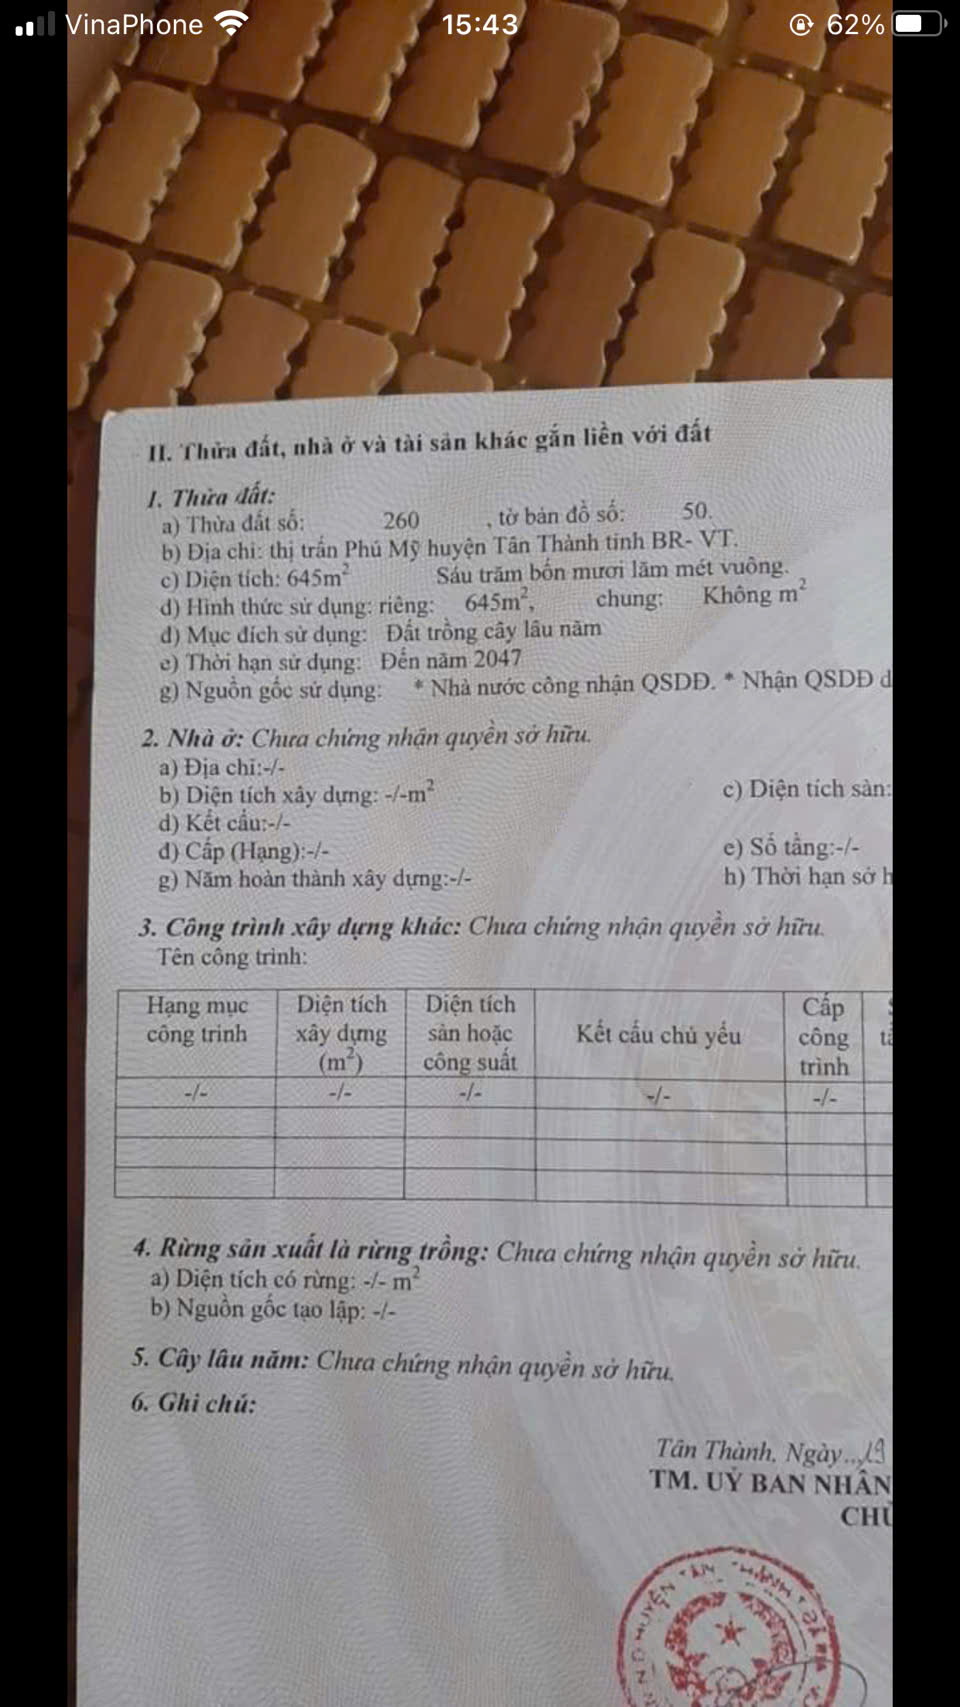 VinaPhone 15:43 62%
II. Thửa đất, nhà ở và tài sản khác gắn liền với đất
1. Thửa đất:
a) Thửa đất số: 260 , tờ bản đồ số: 50.
b) Địa chỉ: thị trấn Phú Mỹ huyện Tân Thành tỉnh BR- VT.
c) Diện tích: 645m² Sáu trăm bốn mươi lăm mét vuông.
d) Hình thức sử dụng: riêng: 645m², chung: Không m²
đ) Mục đích sử dụng: Đất trồng cây lâu năm
e) Thời hạn sử dụng: Đến năm 2047
g) Nguồn gốc sử dụng: * Nhà nước công nhận QSDĐ. * Nhận QSDĐ d
2. Nhà ở: Chưa chứng nhận quyền sở hữu.
a) Địa chỉ:-/-
b) Diện tích xây dựng: -/-m² c) Diện tích sàn:
d) Kết cấu:-/-
đ) Cấp (Hạng):-/- e) Số tầng:-/-
g) Năm hoàn thành xây dựng:-/- h) Thời hạn sở h
3. Công trình xây dựng khác: Chưa chứng nhận quyền sở hữu.
Tên công trình:
Hạng mục công trình Diện tích xây dựng (m²) Diện tích sàn hoặc công suất Kết cấu chủ yếu Cấp công trình
-/- -/- -/- -/- -/-
4. Rừng sản xuất là rừng trồng: Chưa chứng nhận quyền sở hữu.
a) Diện tích có rừng: -/- m²
b) Nguồn gốc tạo lập: -/-
5. Cây lâu năm: Chưa chứng nhận quyền sở hữu.
6. Ghi chú:
Tân Thành, Ngày...19
TM. UỶ BAN NHÂN
CHỦ
HUYỆN TÂN THÀNH